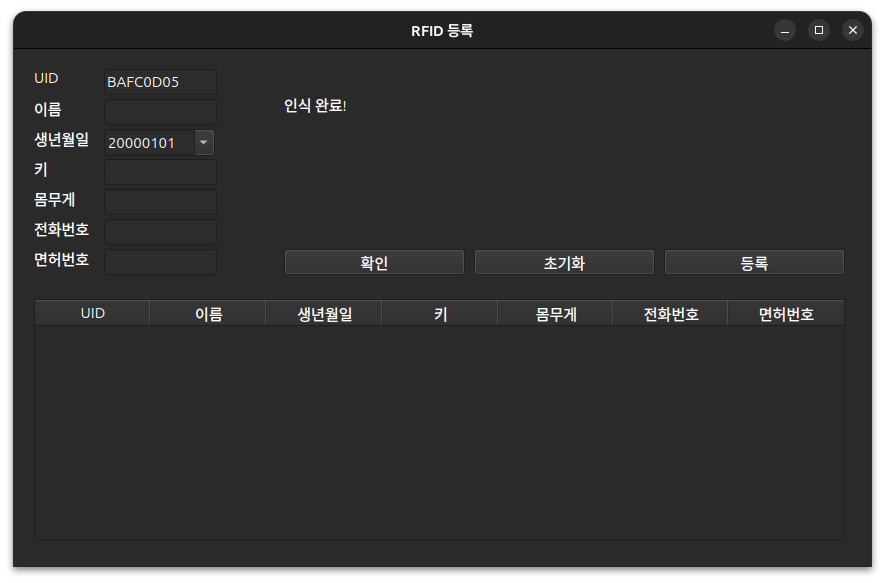 RFID 등록
UID BAFC0D05
이름
인식 완료!
생년월일 20000101
키
몸무게
전화번호
면허번호
확인 초기화 등록
UID 이름 생년월일 키 몸무게 전화번호 면허번호